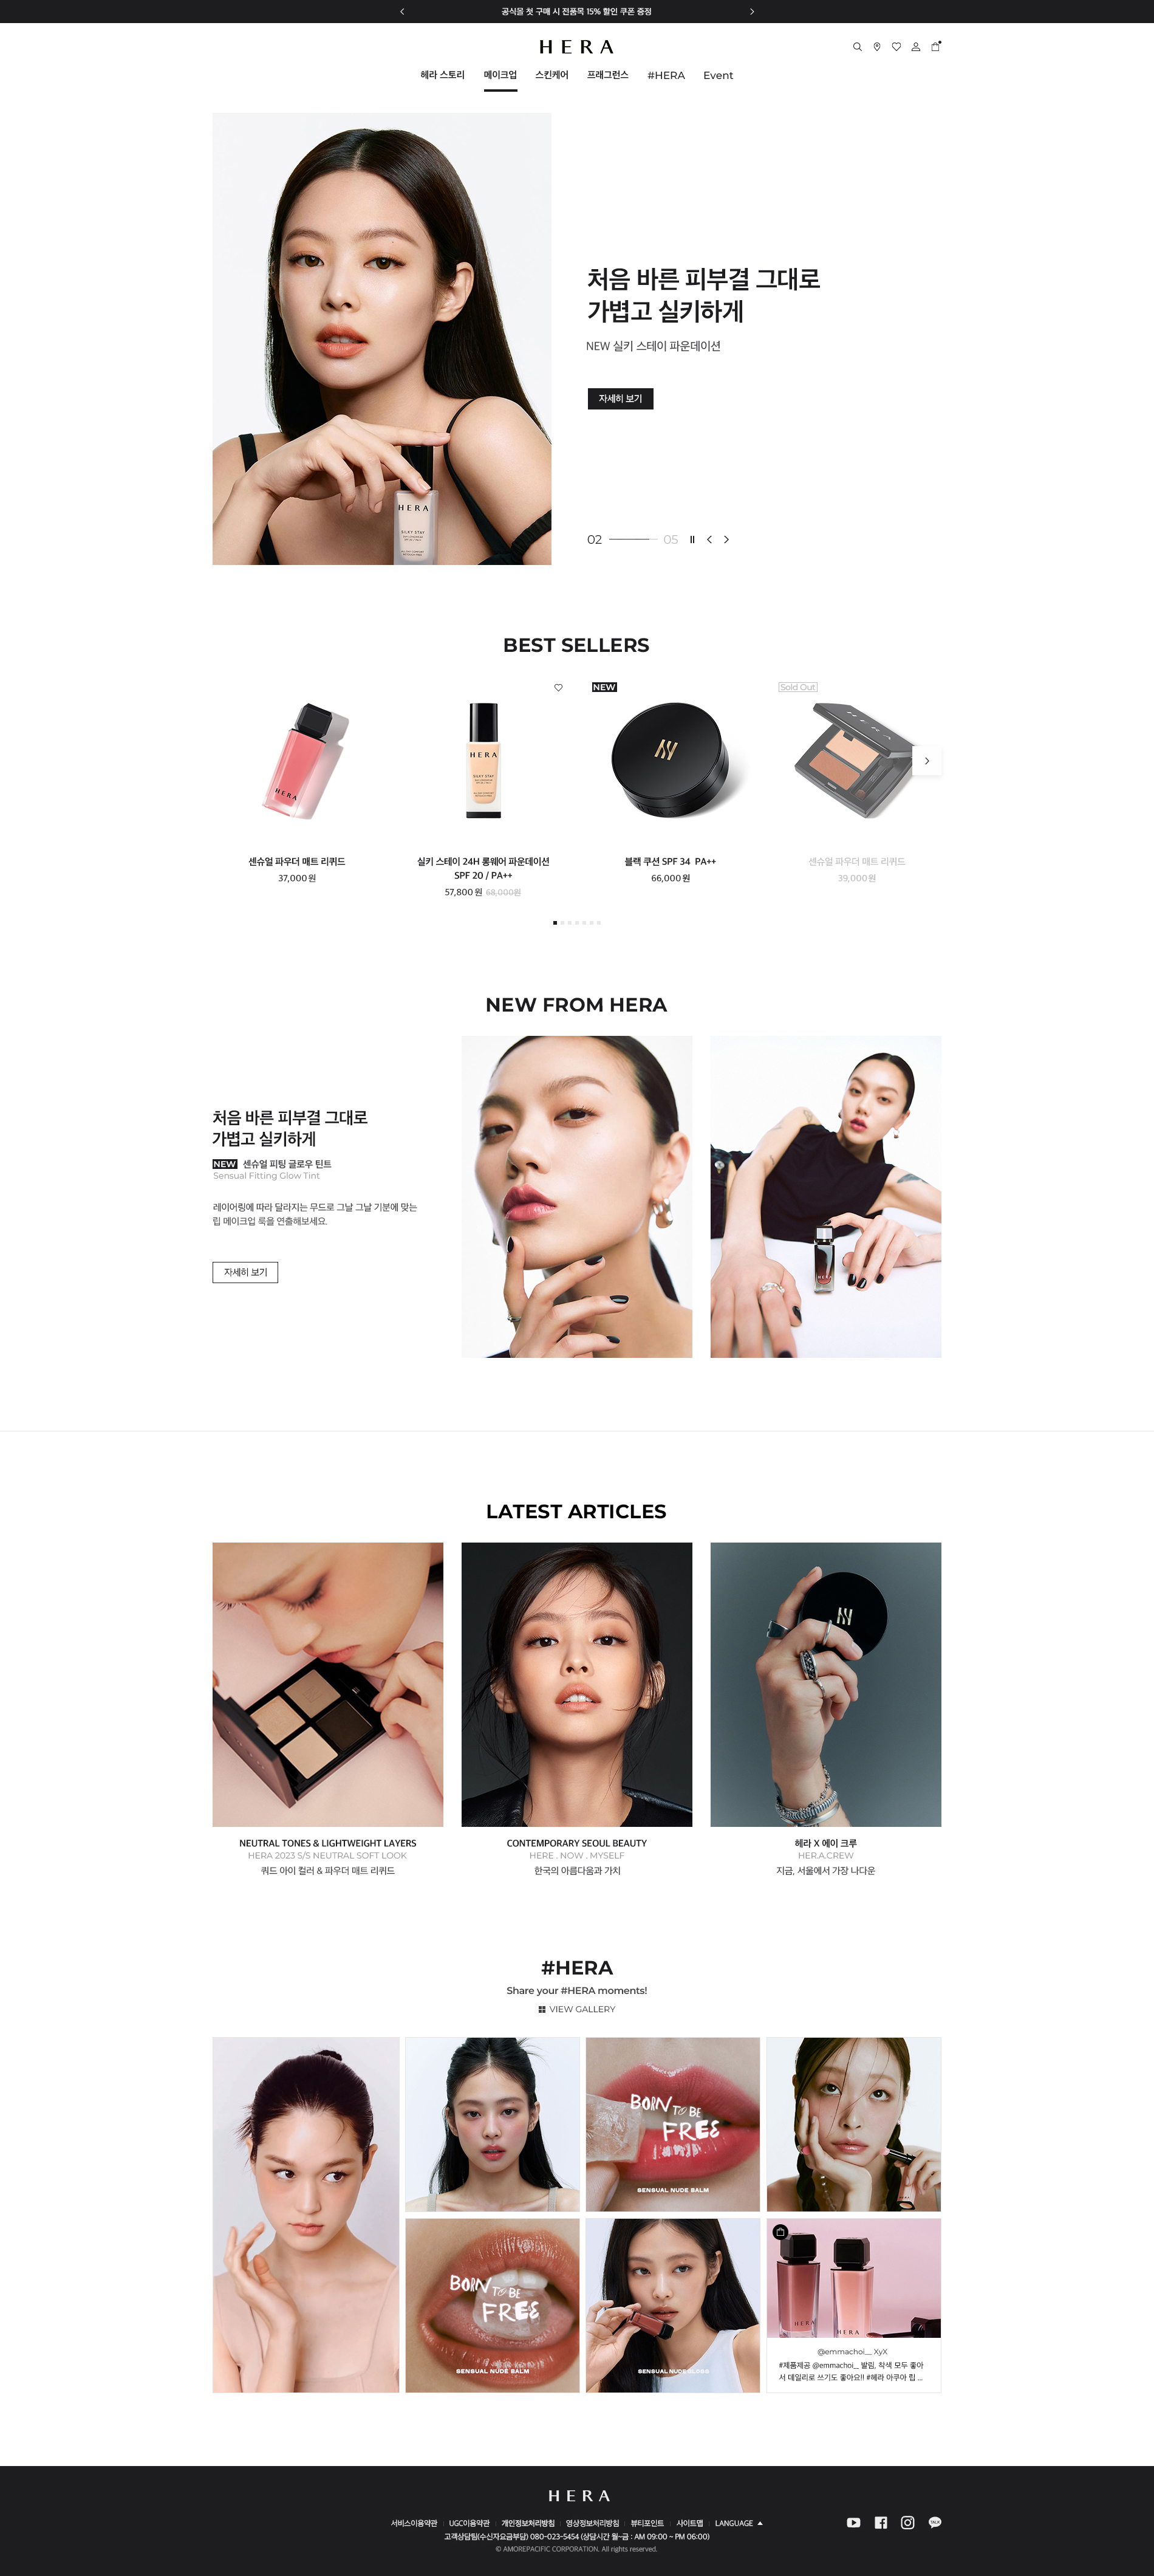 공식몰 첫 구매 시 전품목 15% 할인 쿠폰 증정
HERA
헤라 스토리 메이크업 스킨케어 프래그런스 #HERA Event
처음 바른 피부결 그대로
가볍고 실키하게
NEW 실키 스테이 파운데이션
자세히 보기
HERA
SILKY STAY
02 05
BEST SELLERS
NEW
Sold Out
HERA
HERA
SILKY STAY
HERA
센슈얼 파우더 매트 리퀴드
37,000원
실키 스테이 24H 롱웨어 파운데이션
SPF 20 / PA++
57,800원 68,000원
블랙 쿠션 SPF 34 PA++
66,000원
센슈얼 파우더 매트 리퀴드
39,000원
NEW FROM HERA
처음 바른 피부결 그대로
가볍고 실키하게
NEW 센슈얼 피팅 글로우 틴트
Sensual Fitting Glow Tint
레이어링에 따라 달라지는 무드로 그날 그날 기분에 맞는
립 메이크업 룩을 연출해보세요.
자세히 보기
HERA
LATEST ARTICLES
NEUTRAL TONES & LIGHTWEIGHT LAYERS
HERA 2023 S/S NEUTRAL SOFT LOOK
쿼드 아이 컬러 & 파우더 매트 리퀴드
CONTEMPORARY SEOUL BEAUTY
HERE . NOW . MYSELF
한국의 아름다움과 가치
헤라 X 에이 크루
HER.A.CREW
지금, 서울에서 가장 나다운
#HERA
Share your #HERA moments!
VIEW GALLERY
BORN TO BE
FREE
SENSUAL NUDE BALM
BORN TO BE
FREE
SENSUAL NUDE BALM
SENSUAL NUDE GLOSS
HERA
HERA
@emmachoi__ XyX
#제품제공 @emmachoi_ 발림, 착색 모두 좋아
서 데일리로 쓰기도 좋아요!! #헤라 아쿠아 립 ...
HERA
서비스이용약관 UGC이용약관 개인정보처리방침 영상정보처리방침 뷰티포인트 사이트맵 LANGUAGE
고객상담팀(수신자요금부담) 080-023-5454 (상담시간 월-금 : AM 09:00 ~ PM 06:00)
© AMOREPACIFIC CORPORATION. All rights reserved.
TALK